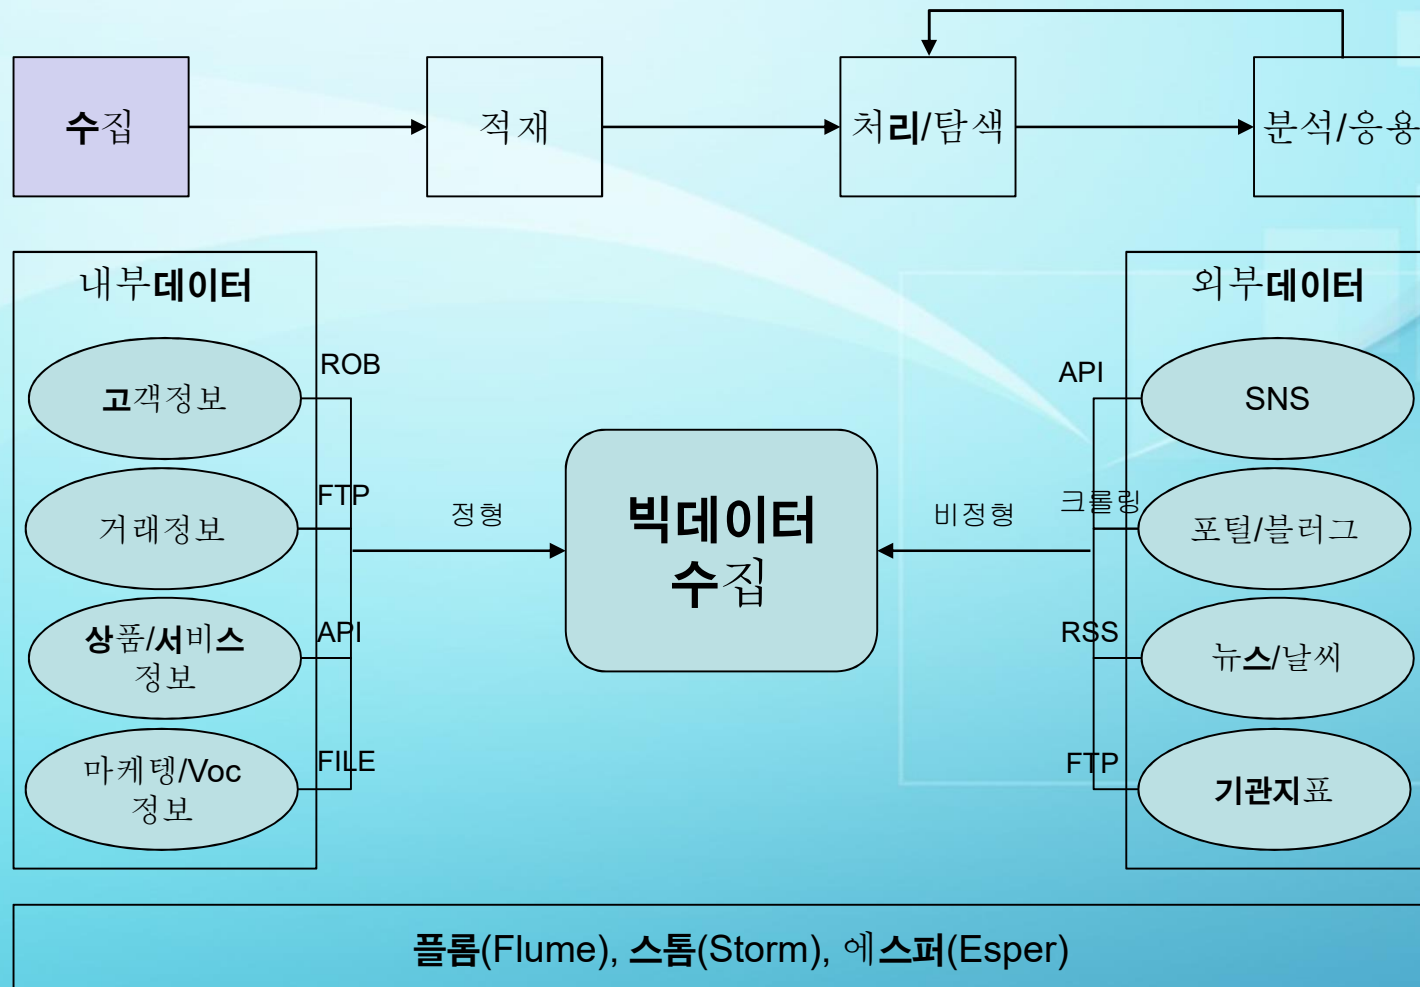 수집
적재
처리/탐색
분석/응용
내부데이터
고객정보
ROB
거래정보
FTP
상품/서비스
정보
API
마케텡/Voc
정보
FILE
정형
빅데이터
수집
비정형
외부데이터
API
SNS
크롤링
포털/블러그
RSS
뉴스/날씨
FTP
기관지표
플롬(Flume), 스톰(Storm), 에스퍼(Esper)